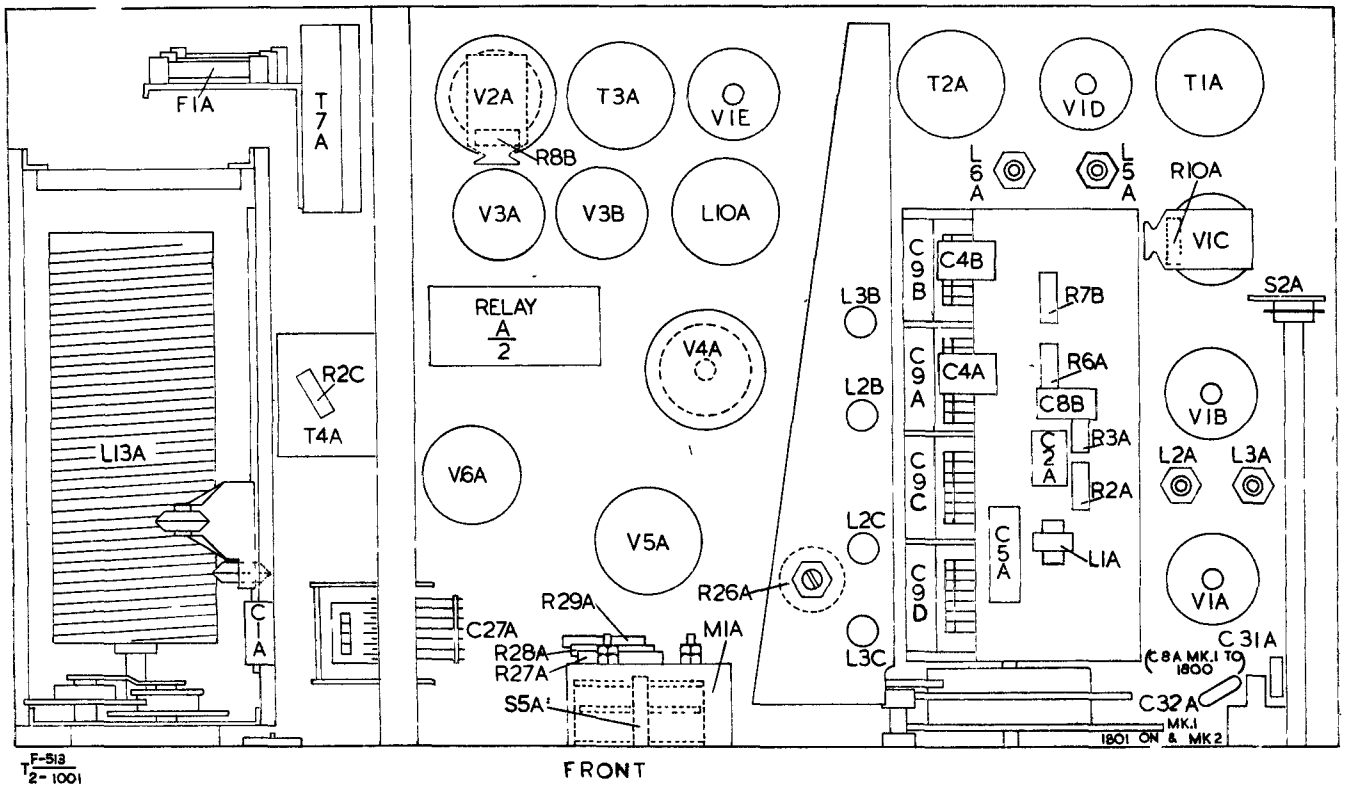 F1A
T7A
V2A
T3A
V1E
T2A
V1D
T1A
R8B
L6A
L5A
R10A
V3A
V3B
L10A
V1C
C9B
C4B
S2A
RELAY
A
2
L3B
R7B
V4A
C9A
C4A
R6A
R2C
L2B
C8B
V1B
T4A
L13A
C2A
R3A
L2A
L3A
V6A
C9C
R2A
V5A
L2C
C5A
L1A
R26A
C9D
V1A
R29A
C1A
C27A
M1A
R28A
R27A
L3C
C31A
(C8A MK.1 TO
1800)
S5A
C32A
MK.1
1801 ON & MK2
F-513
T 2-1001
FRONT